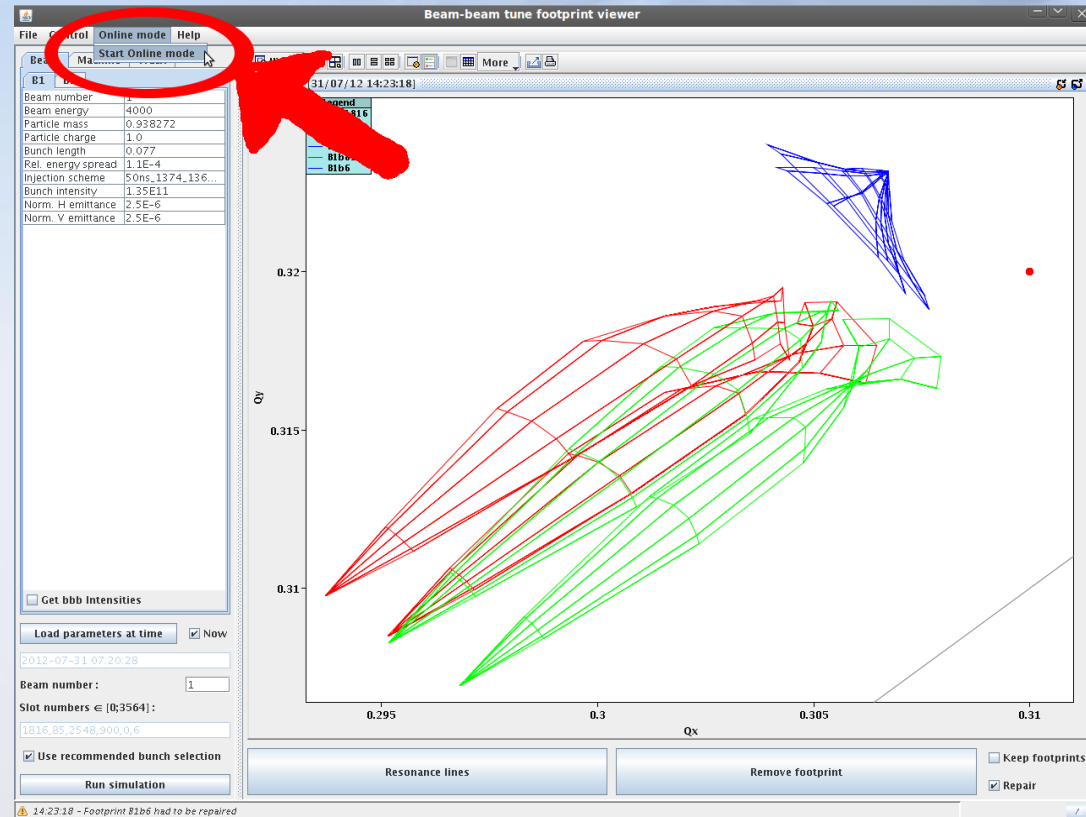 Beam-beam tune footprint viewer
File Control Online mode Help
Start Online mode
More
B1
31/07/12 14:23:18]
Beam number 1
Beam energy 4000
Particle mass 0.938272
Particle charge 1.0
Bunch length 0.077
Rel. energy spread 1.1E-4
Injection scheme 50ns_1374_136...
Bunch intensity 1.35E11
Norm. H emittance 2.5E-6
Norm. V emittance 2.5E-6
B1b6
0.32
0.315
0.31
Qy
0.295
0.3
0.305
0.31
Qx
Get bbb Intensities
Load parameters at time
Now
2012-07-31 07:20:28
Beam number :
1
Slot numbers ∈ [0;3564] :
1816,85,2548,900,0,6
Use recommended bunch selection
Run simulation
Resonance lines
Remove footprint
Keep footprints
Repair
14:23:18 - Footprint B1b6 had to be repaired